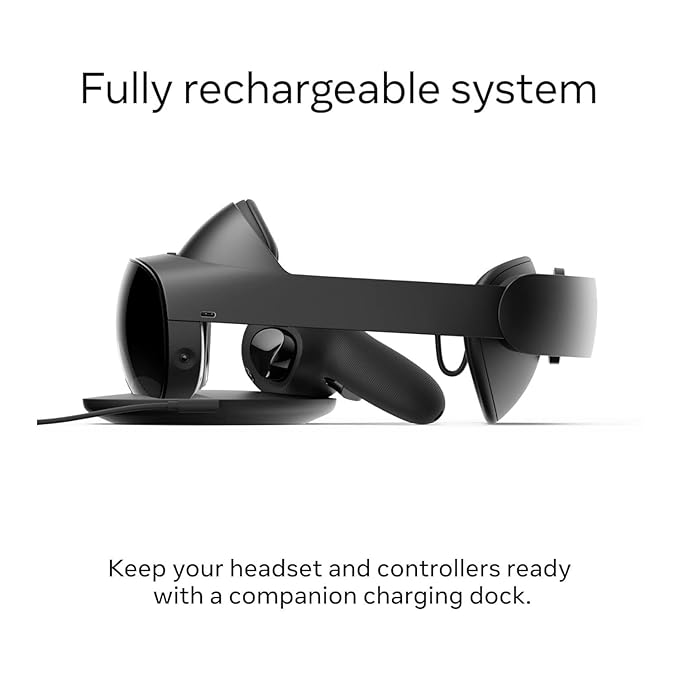 Fully rechargeable system
Keep your headset and controllers ready
with a companion charging dock.